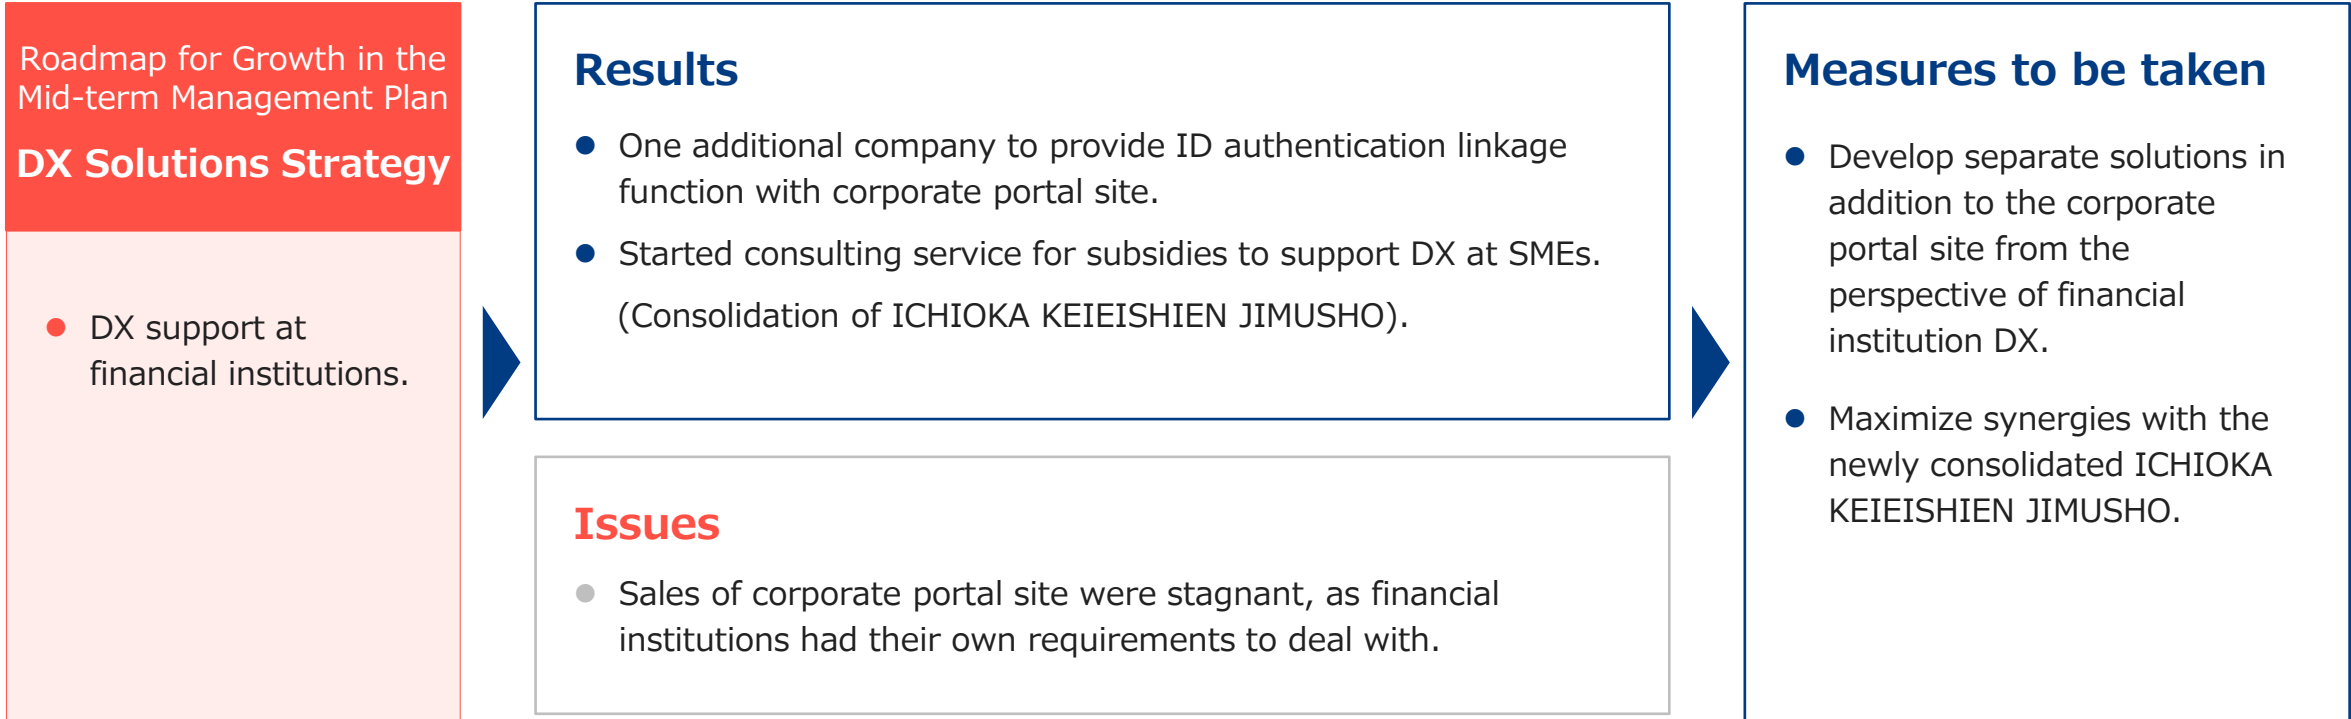 Roadmap for Growth in the
Mid-term Management Plan
DX Solutions Strategy
● DX support at
financial institutions.
Results
● One additional company to provide ID authentication linkage
function with corporate portal site.
● Started consulting service for subsidies to support DX at SMEs.
(Consolidation of ICHIOKA KEIEISHIEN JIMUSHO).
Issues
● Sales of corporate portal site were stagnant, as financial
institutions had their own requirements to deal with.
Measures to be taken
● Develop separate solutions in
addition to the corporate
portal site from the
perspective of financial
institution DX.
● Maximize synergies with the
newly consolidated ICHIOKA
KEIEISHIEN JIMUSHO.